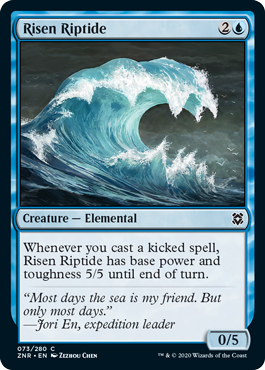 Risen Riptide 2
Creature — Elemental
Whenever you cast a kicked spell,
Risen Riptide has base power and
toughness 5/5 until end of turn.
“Most days the sea is my friend. But
only most days.”
—Jori En, expedition leader
0/5
073/280 C
ZNR • EN Zezhou Chen
™ & © 2020 Wizards of the Coast